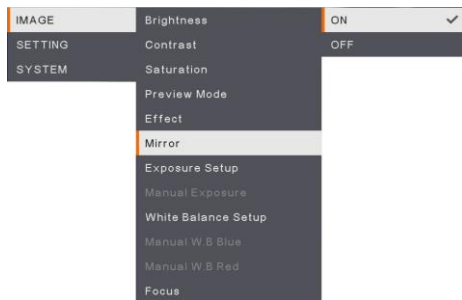 IMAGE
SETTING
SYSTEM
Brightness
Contrast
Saturation
Preview Mode
Effect
Mirror
Exposure Setup
Manual Exposure
White Balance Setup
Manual W.B Blue
Manual W.B Red
Focus
ON
OFF